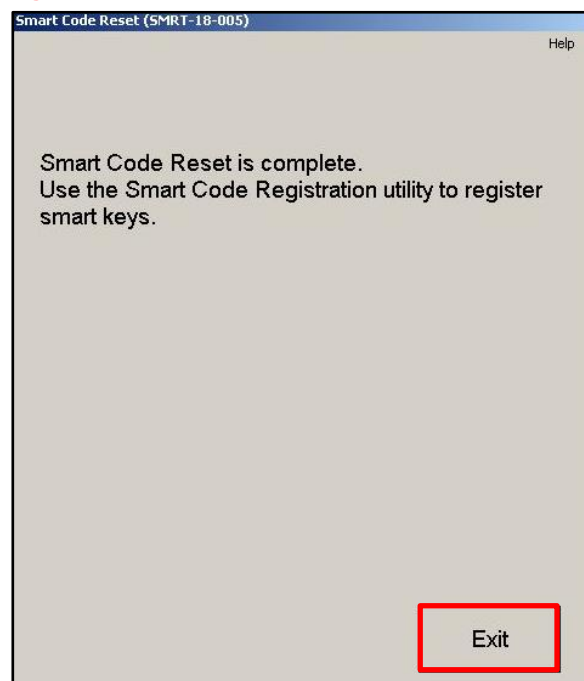 Smart Code Reset (SMRT-18-005)
Help
Smart Code Reset is complete.
Use the Smart Code Registration utility to register
smart keys.
Exit